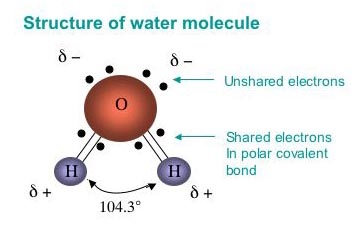 Structure of water molecule
δ –
δ –
Unshared electrons
O
Shared electrons
In polar covalent
bond
H
H
δ +
δ +
104.3°